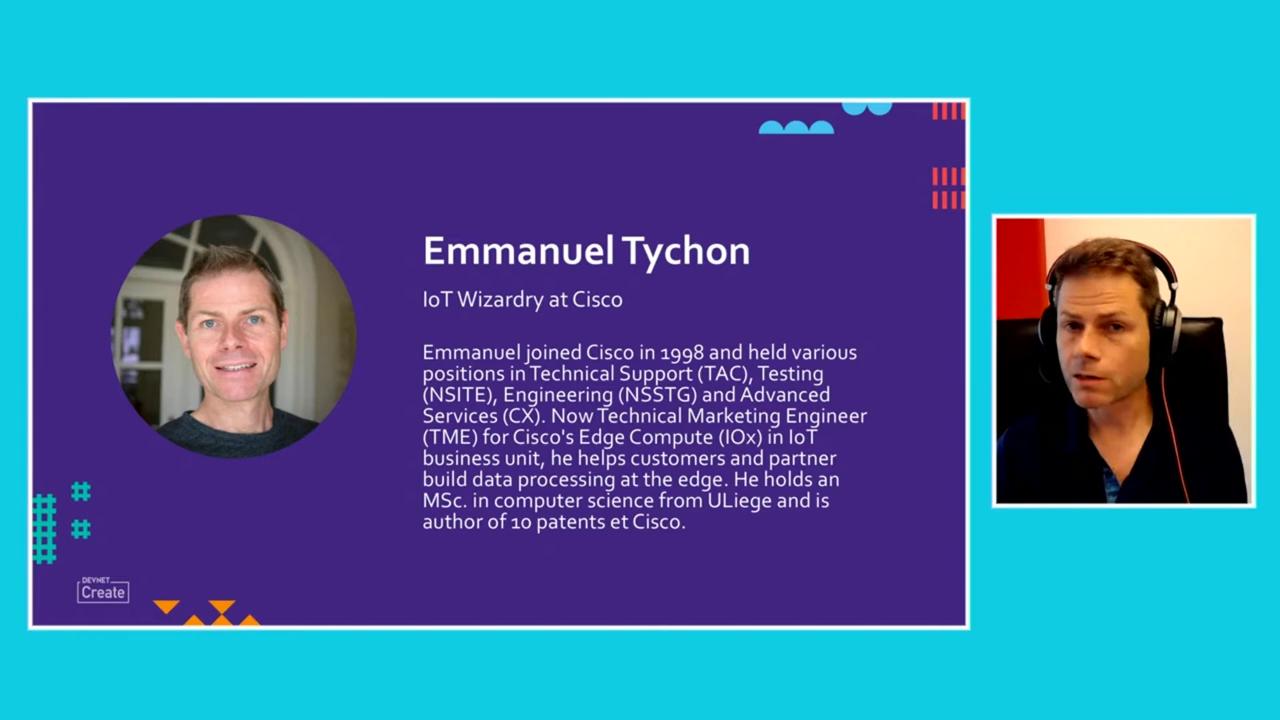 Emmanuel Tychon
IoT Wizardry at Cisco
Emmanuel joined Cisco in 1998 and held various
positions in Technical Support (TAC), Testing
(NSITE), Engineering (NSSTG) and Advanced
Services (CX). Now Technical Marketing Engineer
(TME) for Cisco's Edge Compute (IOx) in IoT
business unit, he helps customers and partner
build data processing at the edge. He holds an
MSc. in computer science from ULiege and is
author of 10 patents et Cisco.
DEVNET
Create